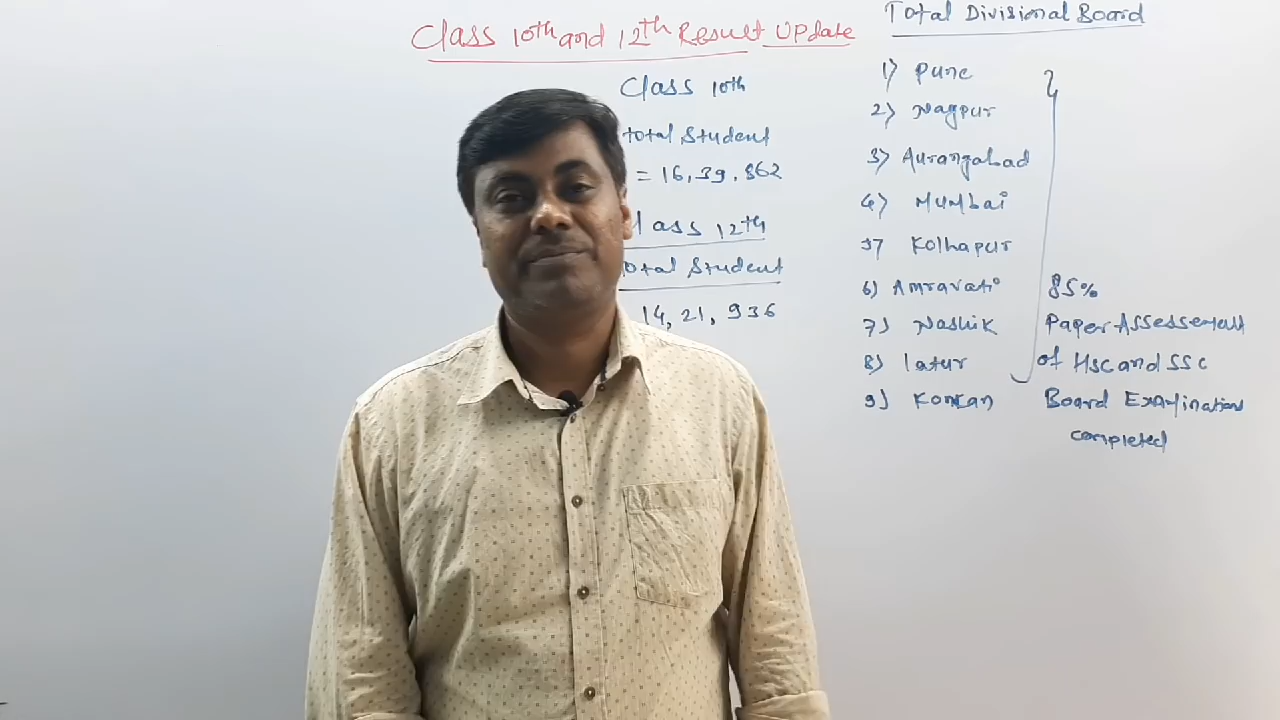 Class 10th and 12th Result Update
Class 10th
total Student
= 16,39,862
lass 12th
otal Student
14, 21, 936
Total Divisional Board
1) Pune
2) Nagpur
3) Aurangabad
4) Mumbai
5) Kolhapur
6) Amravati
7) Nashik
8) latur
9) Konkan
85%
Paper
of Hsc and SSC
Board Examination
completed